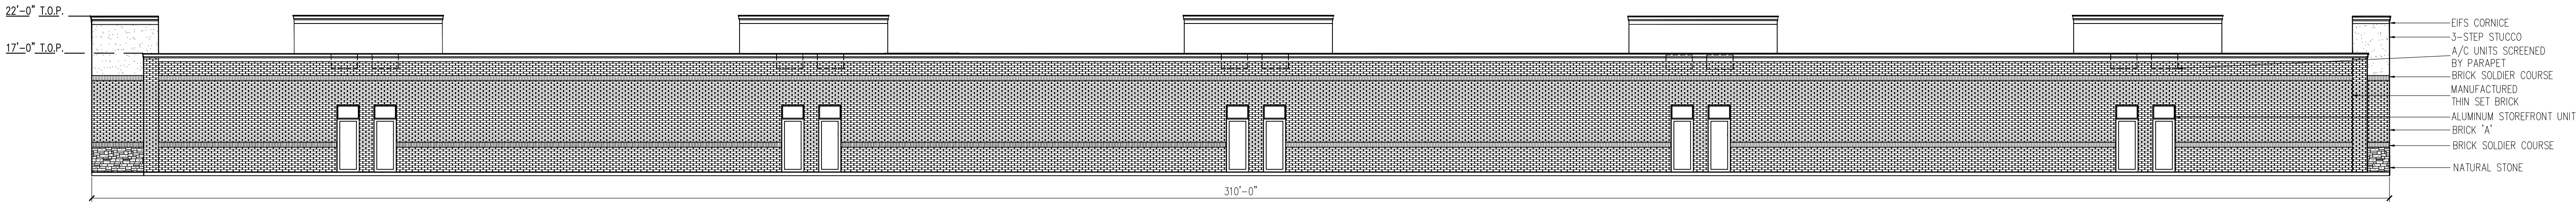 22'-0" T.O.P.
17'-0" T.O.P.
EIFS CORNICE
3-STEP STUCCO
A/C UNITS SCREENED
BY PARAPET
BRICK SOLDIER COURSE
MANUFACTURED
THIN SET BRICK
ALUMINUM STOREFRONT UNIT
BRICK 'A'
BRICK SOLDIER COURSE
NATURAL STONE
310'-0"